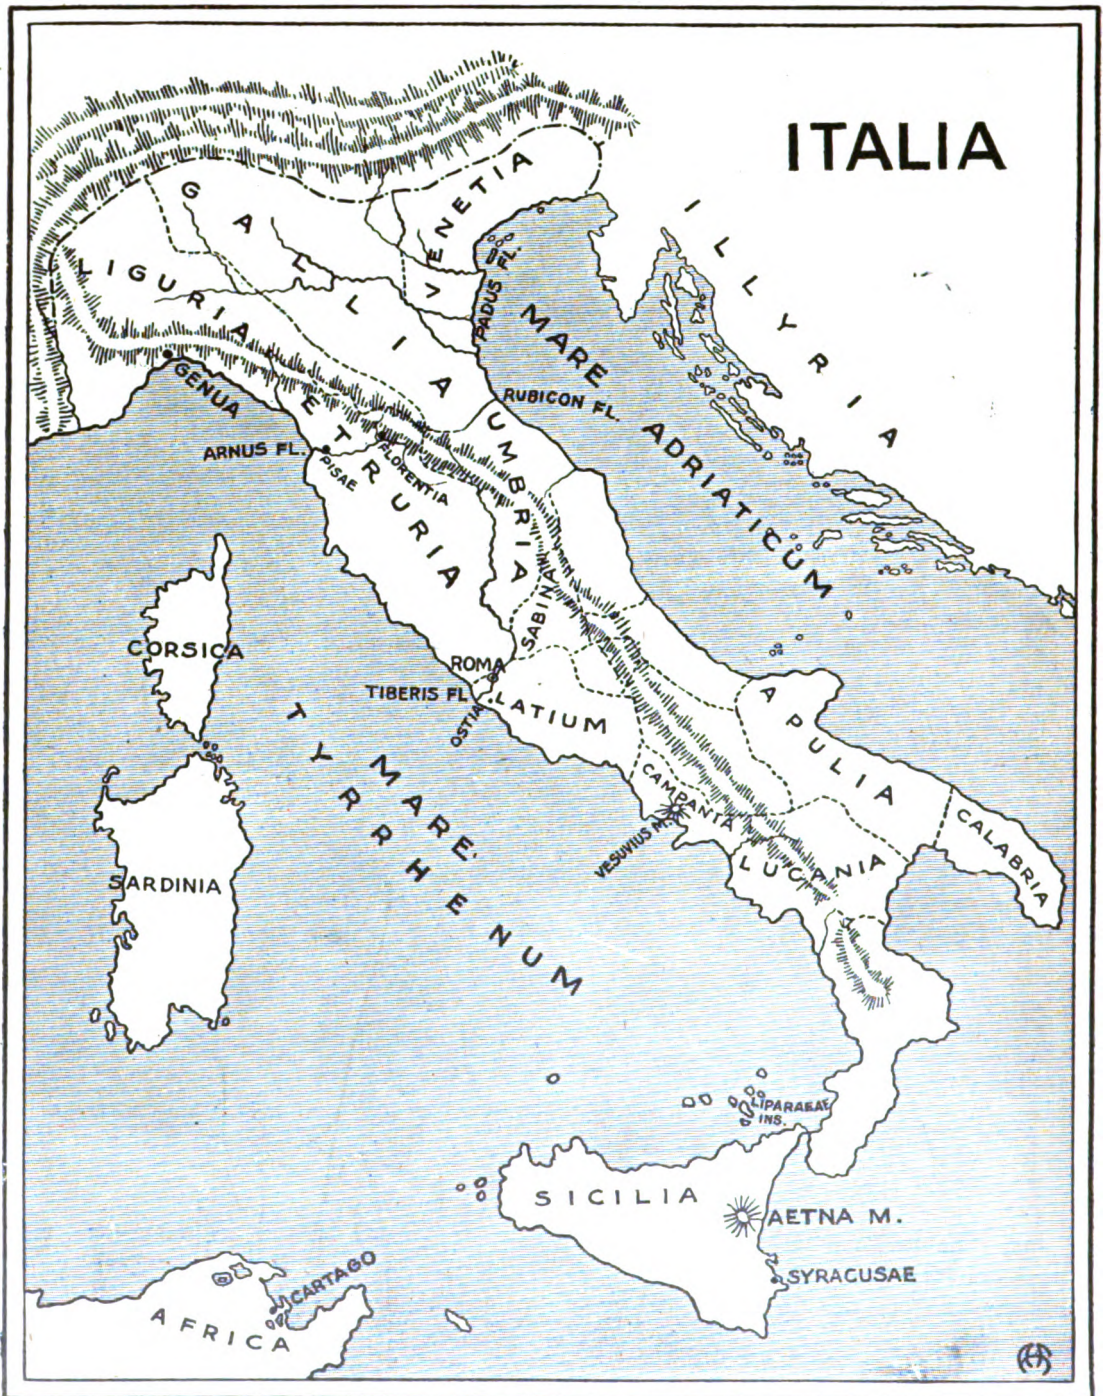 ITALIA
ILLYRIA
GALLIA
VENETIA
LIGURIA
PADUS FL.
MARE ADRIATICUM
GENUA
RUBICON FL.
ETRURIA
UMBRIA
ARNUS FL.
PISAE
FLORENTIA
SABINA
CORSICA
ROMA
TIBERIS FL
OSTIA
LATIUM
APULIA
MARE.
TYRRHENUM
CAMPANIA
VESUVIUS M.
LUCANIA
CALABRIA
SARDINIA
LIPARAEAE
INS.
SICILIA
AETNA M.
SYRACUSAE
CARTAGO
AFRICA